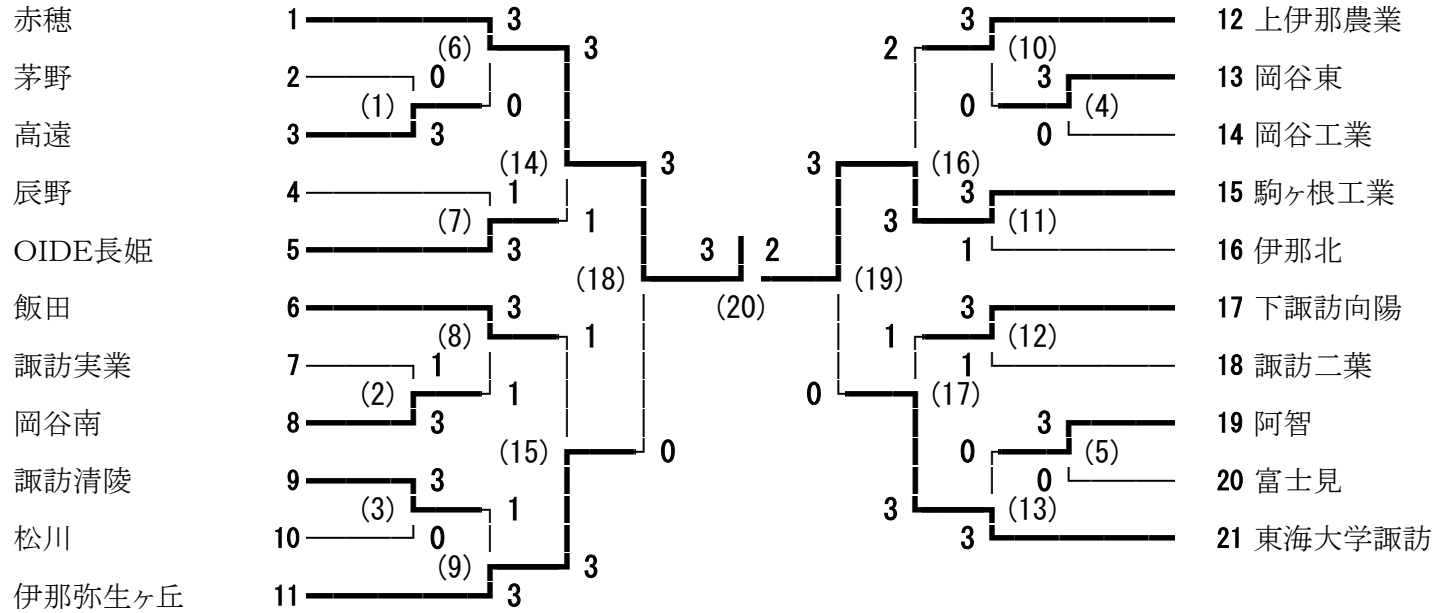 赤穂 1 3 3 12 上伊那農業
(6) 3 2 (10)
茅野 2 0 3 13 岡谷東
(1) 0 0 (4)
高遠 3 3 0 14 岡谷工業
(14) 3 3 (16)
辰野 4 1 3 15 駒ヶ根工業
(7) 1 3 (11)
OIDE長姫 5 3 3 2 1 16 伊那北
(18) (20) (19)
飯田 6 3 3 17 下諏訪向陽
(8) 1 1 (12)
諏訪実業 7 1 1 18 諏訪二葉
(2) 1 0 (17)
岡谷南 8 3 3 19 阿智
(15) 0 0 (5)
諏訪清陵 9 3 0 20 富士見
(3) 1 3 (13)
松川 10 0 3 21 東海大学諏訪
(9) 3
伊那弥生ヶ丘 11 3